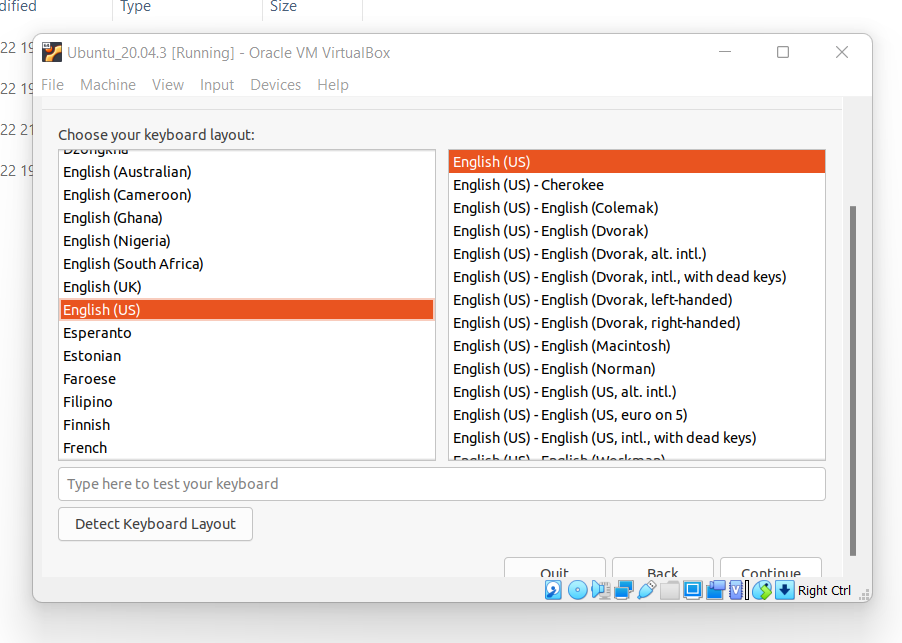 dified Type Size
22 19
22 19
22 21
22 19
Ubuntu_20.04.3 [Running] - Oracle VM VirtualBox
File Machine View Input Devices Help
Choose your keyboard layout:
Dzongkha
English (Australian)
English (Cameroon)
English (Ghana)
English (Nigeria)
English (South Africa)
English (UK)
English (US)
Esperanto
Estonian
Faroese
Filipino
Finnish
French
English (US)
English (US) - Cherokee
English (US) - English (Colemak)
English (US) - English (Dvorak)
English (US) - English (Dvorak, alt. intl.)
English (US) - English (Dvorak, intl., with dead keys)
English (US) - English (Dvorak, left-handed)
English (US) - English (Dvorak, right-handed)
English (US) - English (Macintosh)
English (US) - English (Norman)
English (US) - English (US, alt. intl.)
English (US) - English (US, euro on 5)
English (US) - English (US, intl., with dead keys)
English (US) - English (Workman)
Type here to test your keyboard
Detect Keyboard Layout
Quit Back Continue
Right Ctrl